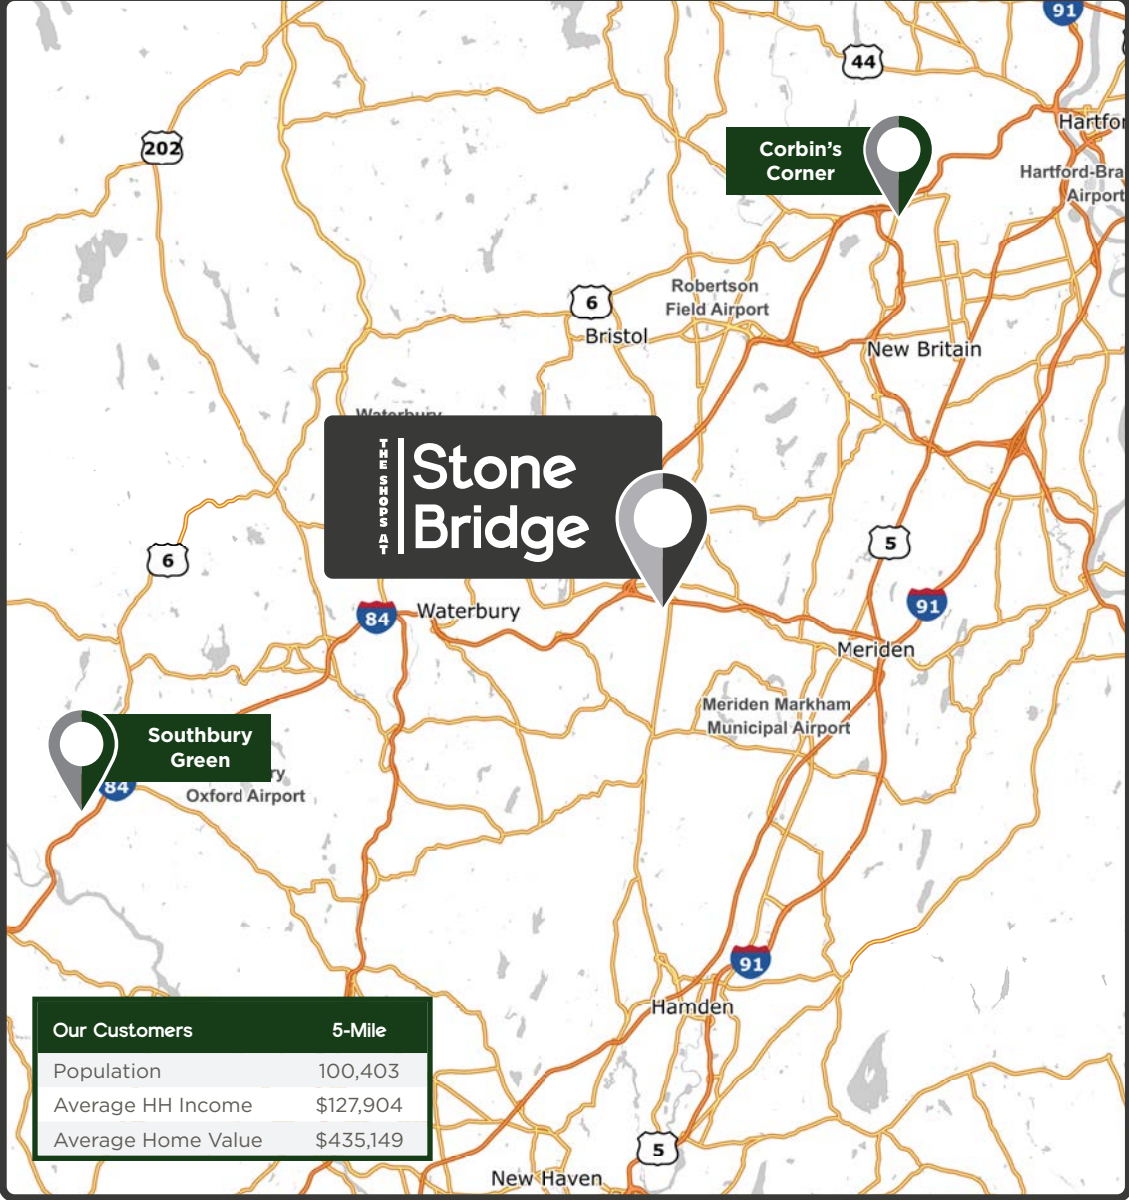 91
44
Hartfor
202
Corbin's
Corner
Hartford-Bra
Airport
6
Robertson
Field Airport
Bristol
New Britain
Waterbury
THE SHOPS AT
Stone
Bridge
5
6
84
Waterbury
91
Meriden
Meriden Markham
Municipal Airport
Southbury
Green
ry
84
Oxford Airport
91
Hamden
Our Customers 5-Mile
Population 100,403
Average HH Income $127,904
Average Home Value $435,149
5
New Haven